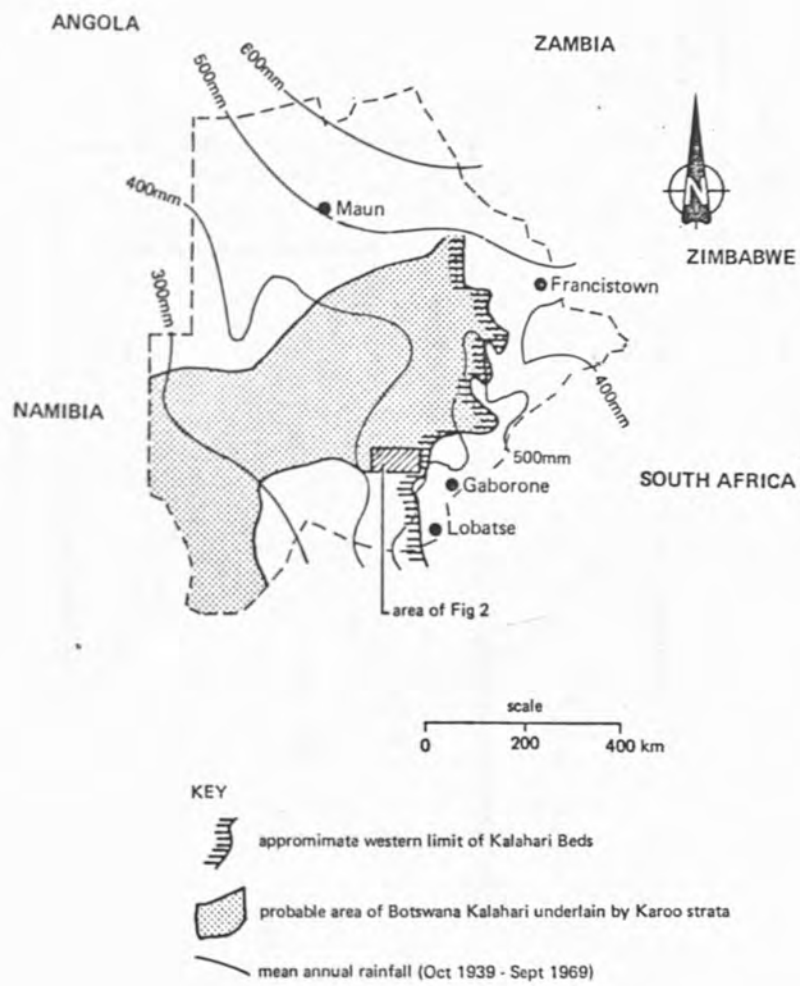 ANGOLA
ZAMBIA
600mm
500mm
N
400mm
Maun
ZIMBABWE
300mm
Francistown
400mm
NAMIBIA
500mm
SOUTH AFRICA
Gaborone
Lobatse
area of Fig 2
scale
0 200 400 km
KEY
appromimate western limit of Kalahari Beds
probable area of Botswana Kalahari underlain by Karoo strata
mean annual rainfall (Oct 1939 - Sept 1969)